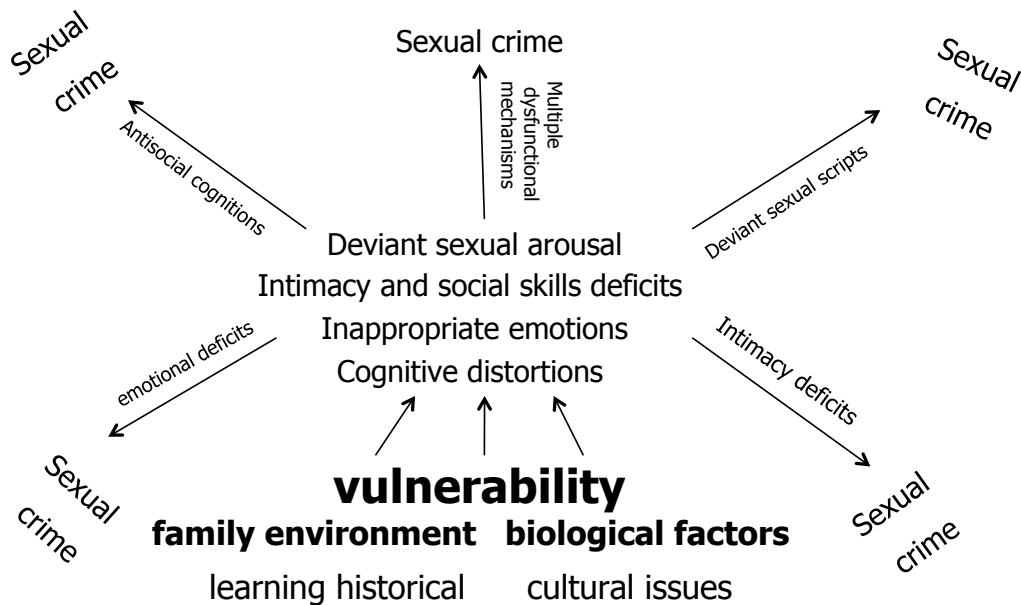 Sexual
crime
Sexual crime
Sexual
crime
Antisocial cognitions
Multiple
dysfunctional
mechanisms
Deviant sexual scripts
Deviant sexual arousal
Intimacy and social skills deficits
Inappropriate emotions
Cognitive distortions
emotional deficits
Intimacy deficits
Sexual
crime
vulnerability
family environment biological factors
learning historical cultural issues
Sexual
crime